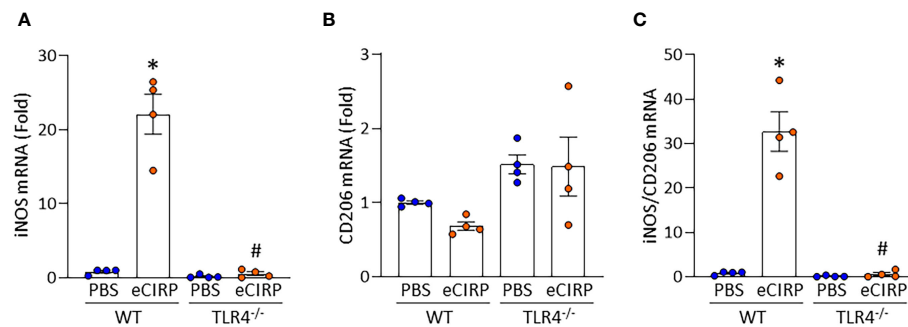 A
iNOS mRNA (Fold)
30
20
10
0
*
#
PBS eCIRP PBS eCIRP
WT TLR4-/-
B
CD206 mRNA (Fold)
3
2
1
0
PBS eCIRP PBS eCIRP
WT TLR4-/-
C
iNOS/CD206 mRNA
50
40
30
20
10
0
*
#
PBS eCIRP PBS eCIRP
WT TLR4-/-